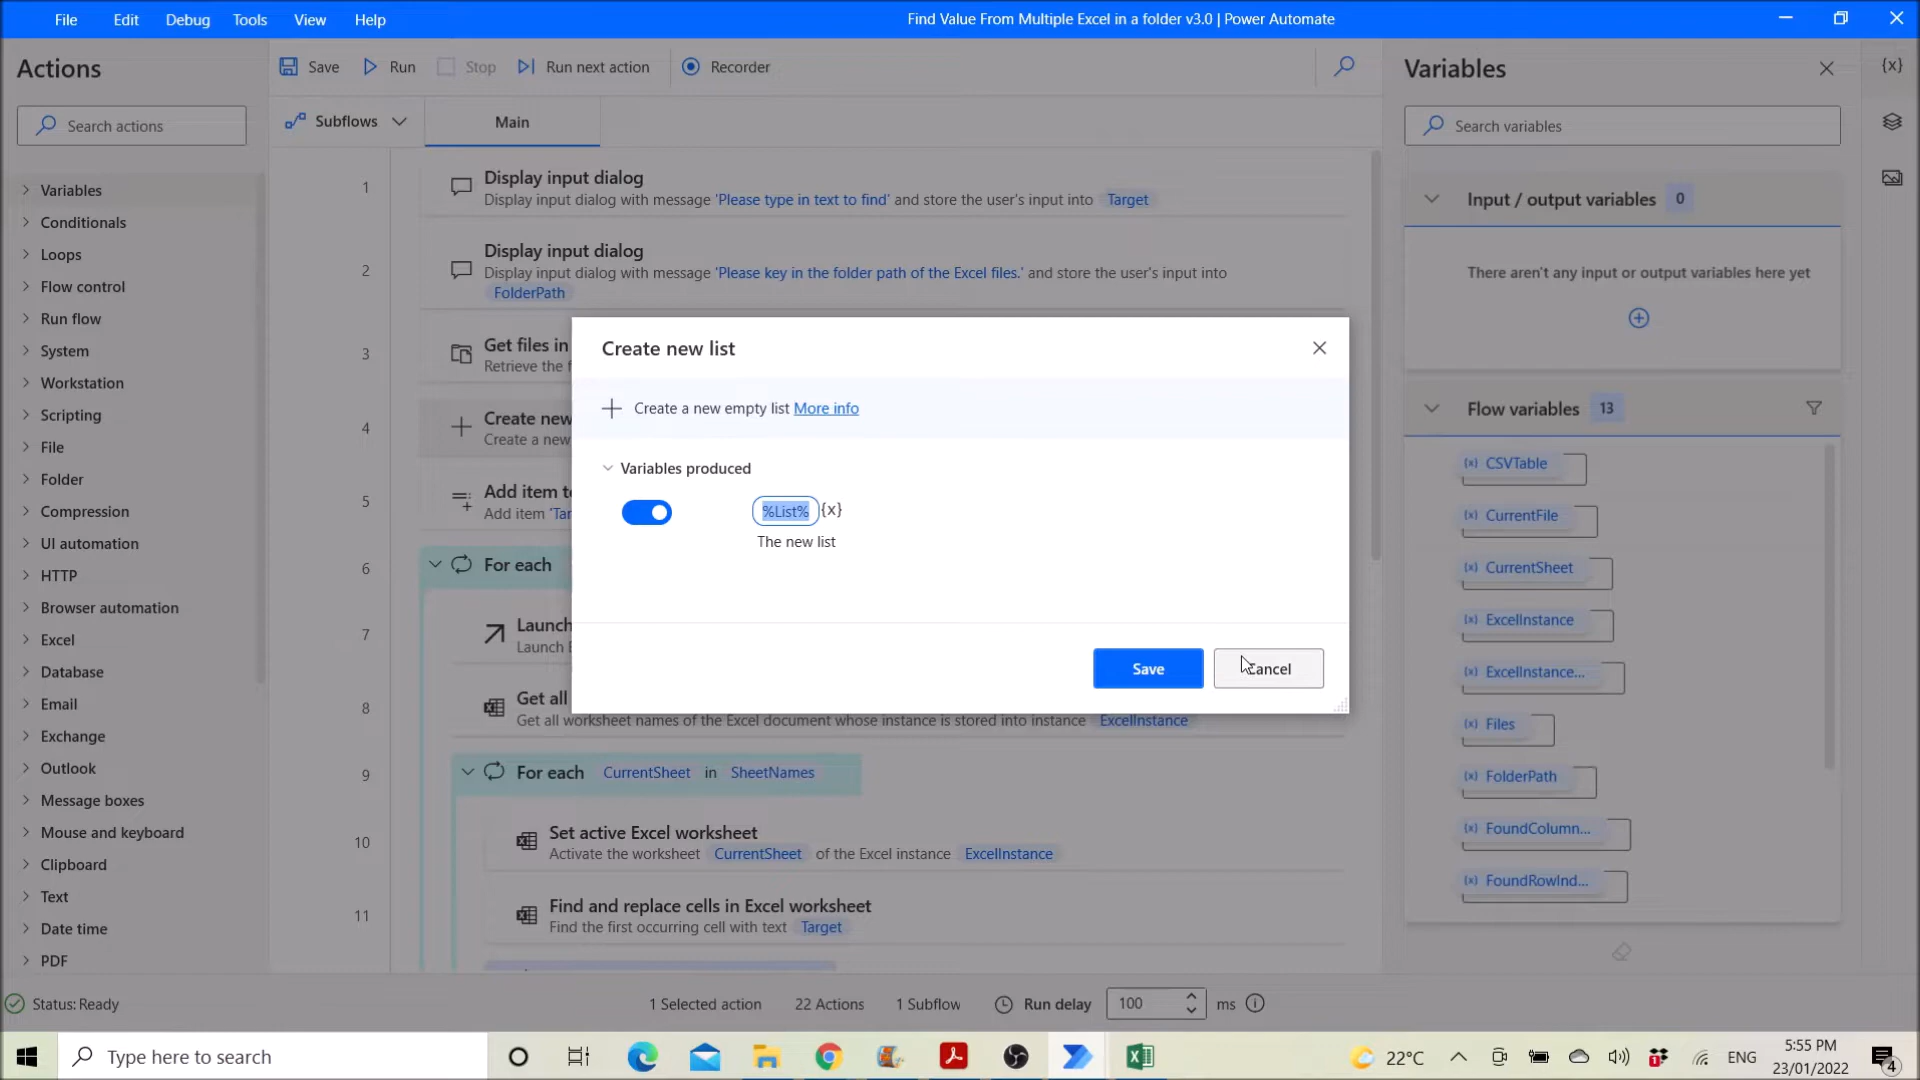 File Edit Debug Tools View Help
Find Value From Multiple Excel in a folder v3.0 | Power Automate
Actions
Search actions
Variables
Conditionals
Loops
Flow control
Run flow
System
Workstation
Scripting
File
Folder
Compression
UI automation
HTTP
Browser automation
Excel
Database
Email
Exchange
Outlook
Message boxes
Mouse and keyboard
Clipboard
Text
Date time
PDF
Save Run Stop Run next action Recorder
Subflows Main
1 Display input dialog
Display input dialog with message 'Please type in text to find' and store the user's input into Target
2 Display input dialog
Display input dialog with message 'Please key in the folder path of the Excel files.' and store the user's input into
FolderPath
3 Get files in
Retrieve the f
4 Create new
Create a new
5 Add item t
Add item 'Tar
6 For each
7 Launch
Launch E
8 Get all
Get all worksheet names of the Excel document whose instance is stored into instance ExcelInstance
9 For each CurrentSheet in SheetNames
10 Set active Excel worksheet
Activate the worksheet CurrentSheet of the Excel instance ExcelInstance
11 Find and replace cells in Excel worksheet
Find the first occurring cell with text Target
Create new list
Create a new empty list More info
Variables produced
%List% {x}
The new list
Save Cancel
Variables
{x}
Search variables
Input / output variables 0
There aren't any input or output variables here yet
Flow variables 13
(x) CSVTable
(x) CurrentFile
(x) CurrentSheet
(x) ExcelInstance
(x) ExcelInstance...
(x) Files
(x) FolderPath
(x) FoundColumn...
(x) FoundRowInd...
Status: Ready 1 Selected action 22 Actions 1 Subflow Run delay 100 ms
Type here to search
22°C ENG 5:55 PM
23/01/2022
4